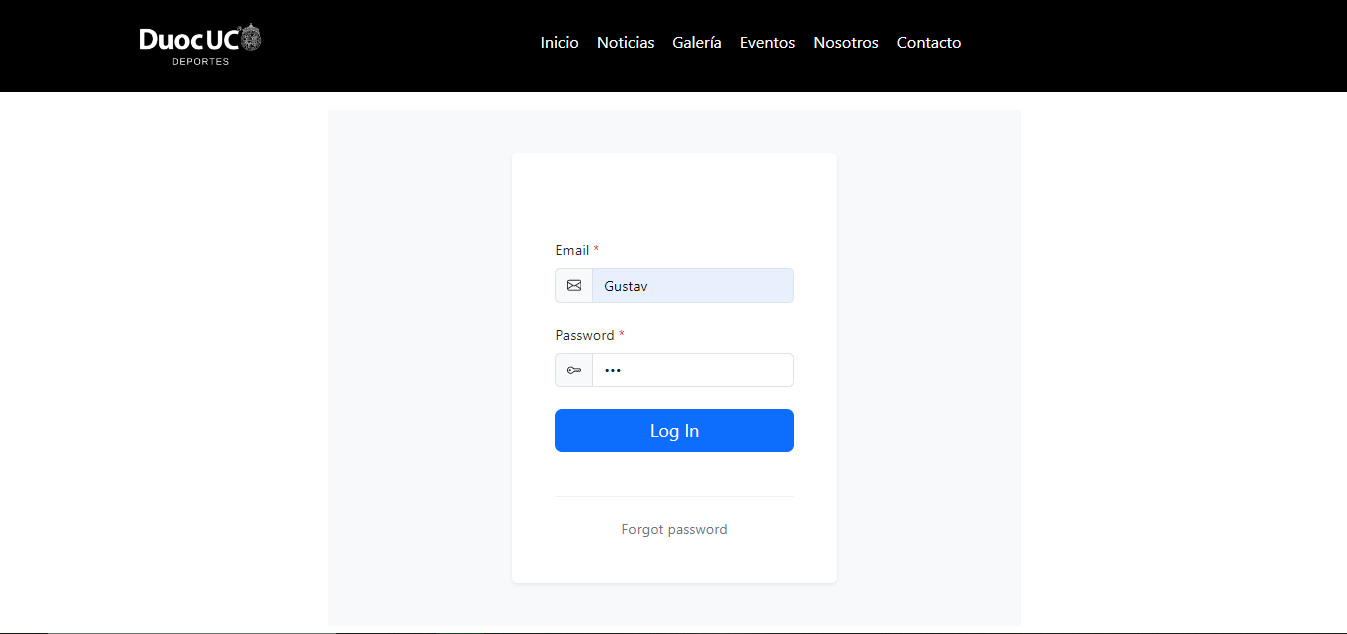 Duoc UC
DEPORTES
Inicio Noticias Galería Eventos Nosotros Contacto
Email *
Gustav
Password *
•••
Log In
Forgot password